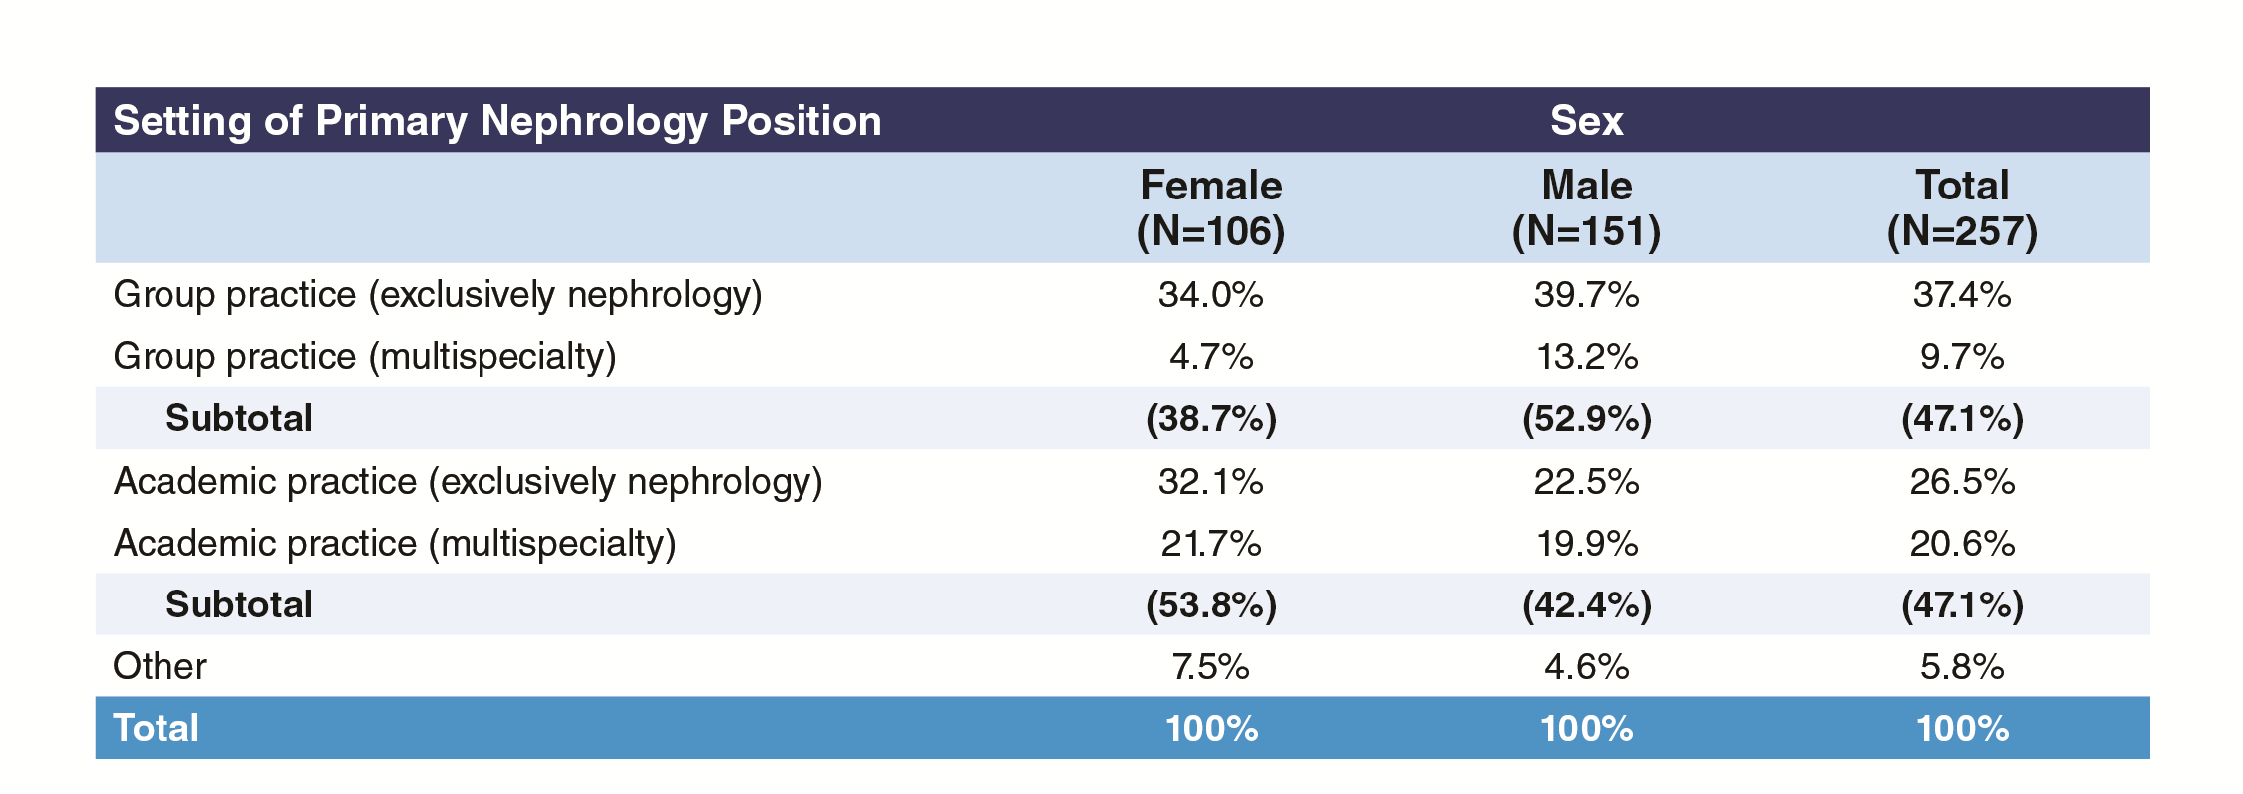 Setting of Primary Nephrology Position Sex
Female Male Total
(N=106) (N=151) (N=257)
Group practice (exclusively nephrology) 34.0% 39.7% 37.4%
Group practice (multispecialty) 4.7% 13.2% 9.7%
Subtotal (38.7%) (52.9%) (47.1%)
Academic practice (exclusively nephrology) 32.1% 22.5% 26.5%
Academic practice (multispecialty) 21.7% 19.9% 20.6%
Subtotal (53.8%) (42.4%) (47.1%)
Other 7.5% 4.6% 5.8%
Total 100% 100% 100%